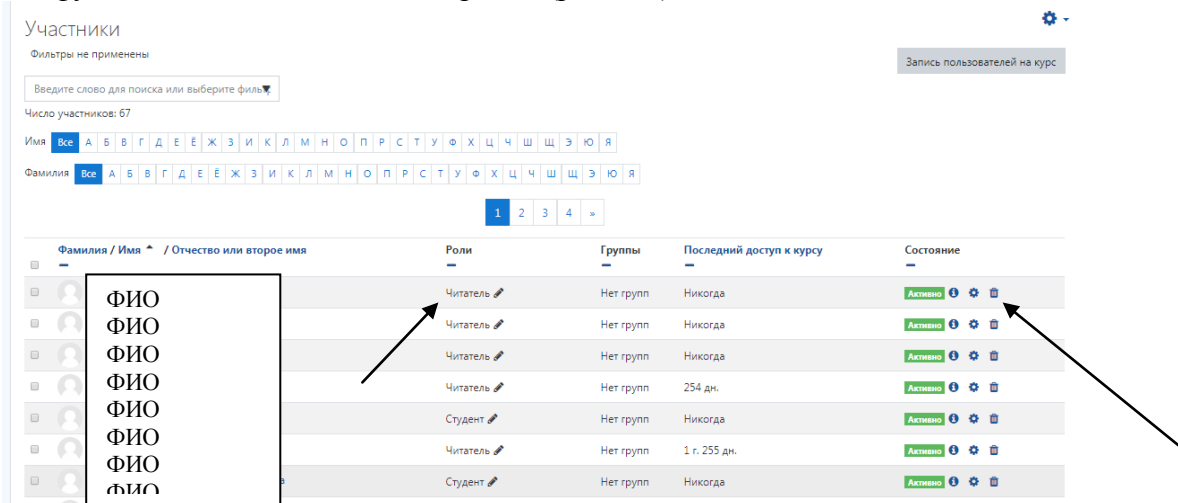 Участники
Фильтры не применены
Запись пользователей на курс
Введите слово для поиска или выберите филь
Число участников: 67
Имя Все А Б В Г Д Е Ё Ж З И К Л М Н О П Р С Т У Ф Х Ц Ч Ш Щ Э Ю Я
Фамилия Все А Б В Г Д Е Ё Ж З И К Л М Н О П Р С Т У Ф Х Ц Ч Ш Щ Э Ю Я
1 2 3 4 »
Фамилия / Имя / Отчество или второе имя Роли Группы Последний доступ к курсу Состояние
ФИО Читатель Нет групп Никогда Активно
ФИО Читатель Нет групп Никогда Активно
ФИО Читатель Нет групп Никогда Активно
ФИО Читатель Нет групп 254 дн. Активно
ФИО Студент Нет групп Никогда Активно
ФИО Читатель Нет групп 1 г. 255 дн. Активно
ФИО Студент Нет групп Никогда Активно
ФИО